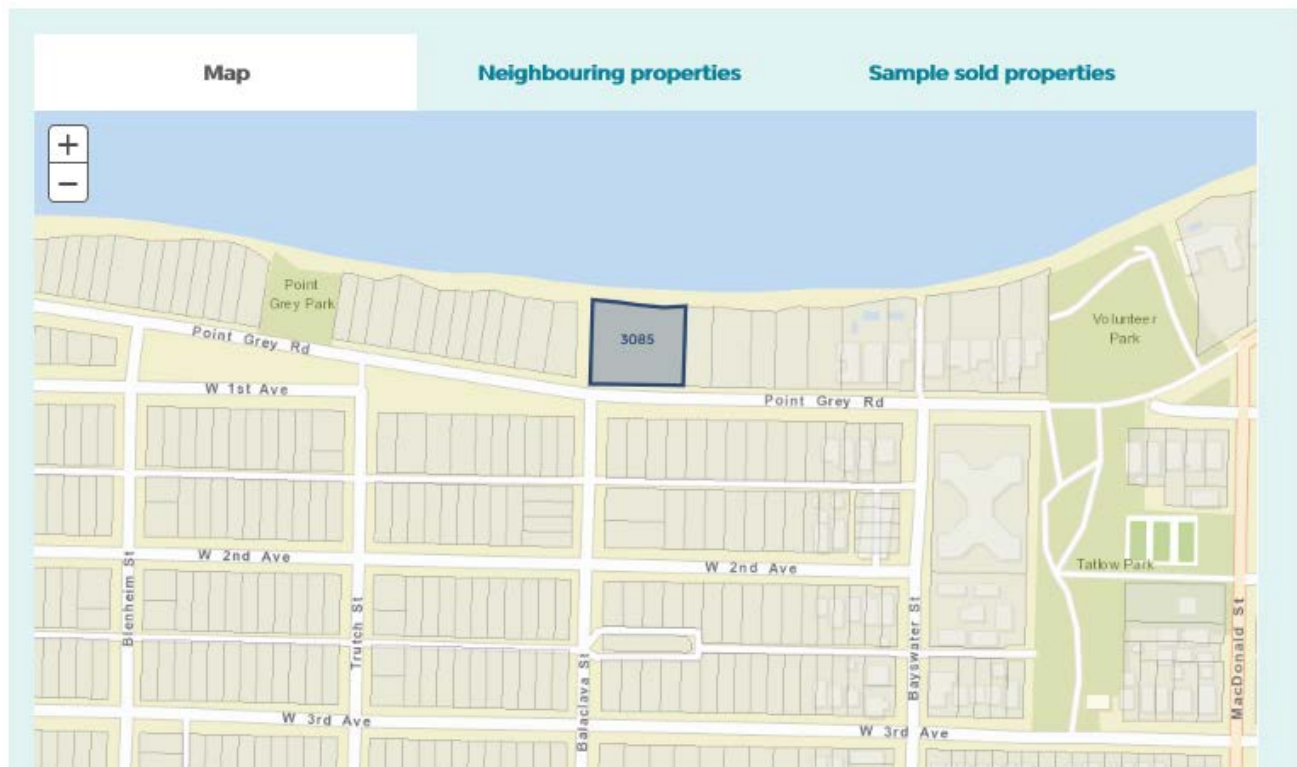 Map
Neighbouring properties
Sample sold properties
+
−
Point
Grey Park
3085
Volunteer
Park
Point Grey Rd
W 1st Ave
Point Grey Rd
W 2nd Ave
W 2nd Ave
Tatlow Park
Blenheim St
Trutch St
Balaclava St
Bayswater St
MacDonald St
W 3rd Ave
W 3rd Ave